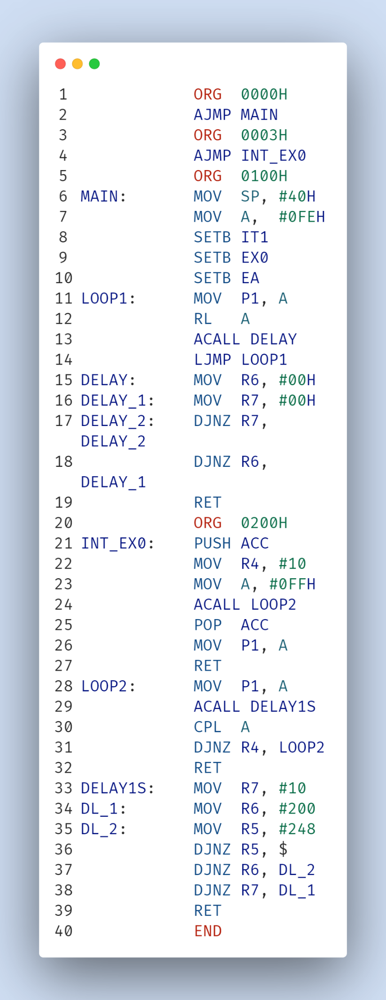 1 ORG 0000H
2 AJMP MAIN
3 ORG 0003H
4 AJMP INT_EX0
5 ORG 0100H
6 MAIN: MOV SP, #40H
7 MOV A, #0FEH
8 SETB IT1
9 SETB EX0
10 SETB EA
11 LOOP1: MOV P1, A
12 RL A
13 ACALL DELAY
14 LJMP LOOP1
15 DELAY: MOV R6, #00H
16 DELAY_1: MOV R7, #00H
17 DELAY_2: DJNZ R7,
DELAY_2
18 DJNZ R6,
DELAY_1
19 RET
20 ORG 0200H
21 INT_EX0: PUSH ACC
22 MOV R4, #10
23 MOV A, #0FFH
24 ACALL LOOP2
25 POP ACC
26 MOV P1, A
27 RET
28 LOOP2: MOV P1, A
29 ACALL DELAY1S
30 CPL A
31 DJNZ R4, LOOP2
32 RET
33 DELAY1S: MOV R7, #10
34 DL_1: MOV R6, #200
35 DL_2: MOV R5, #248
36 DJNZ R5, $
37 DJNZ R6, DL_2
38 DJNZ R7, DL_1
39 RET
40 END